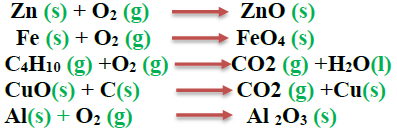 Zn (s) + O₂ (g) → ZnO (s)
Fe (s) + O₂ (g) → FeO₄ (s)
C₄H₁₀ (g) +O₂ (g) → CO2 (g) +H₂O(l)
CuO(s) + C(s) → CO2 (g) +Cu(s)
Al(s) + O₂ (g) → Al ₂O₃ (s)